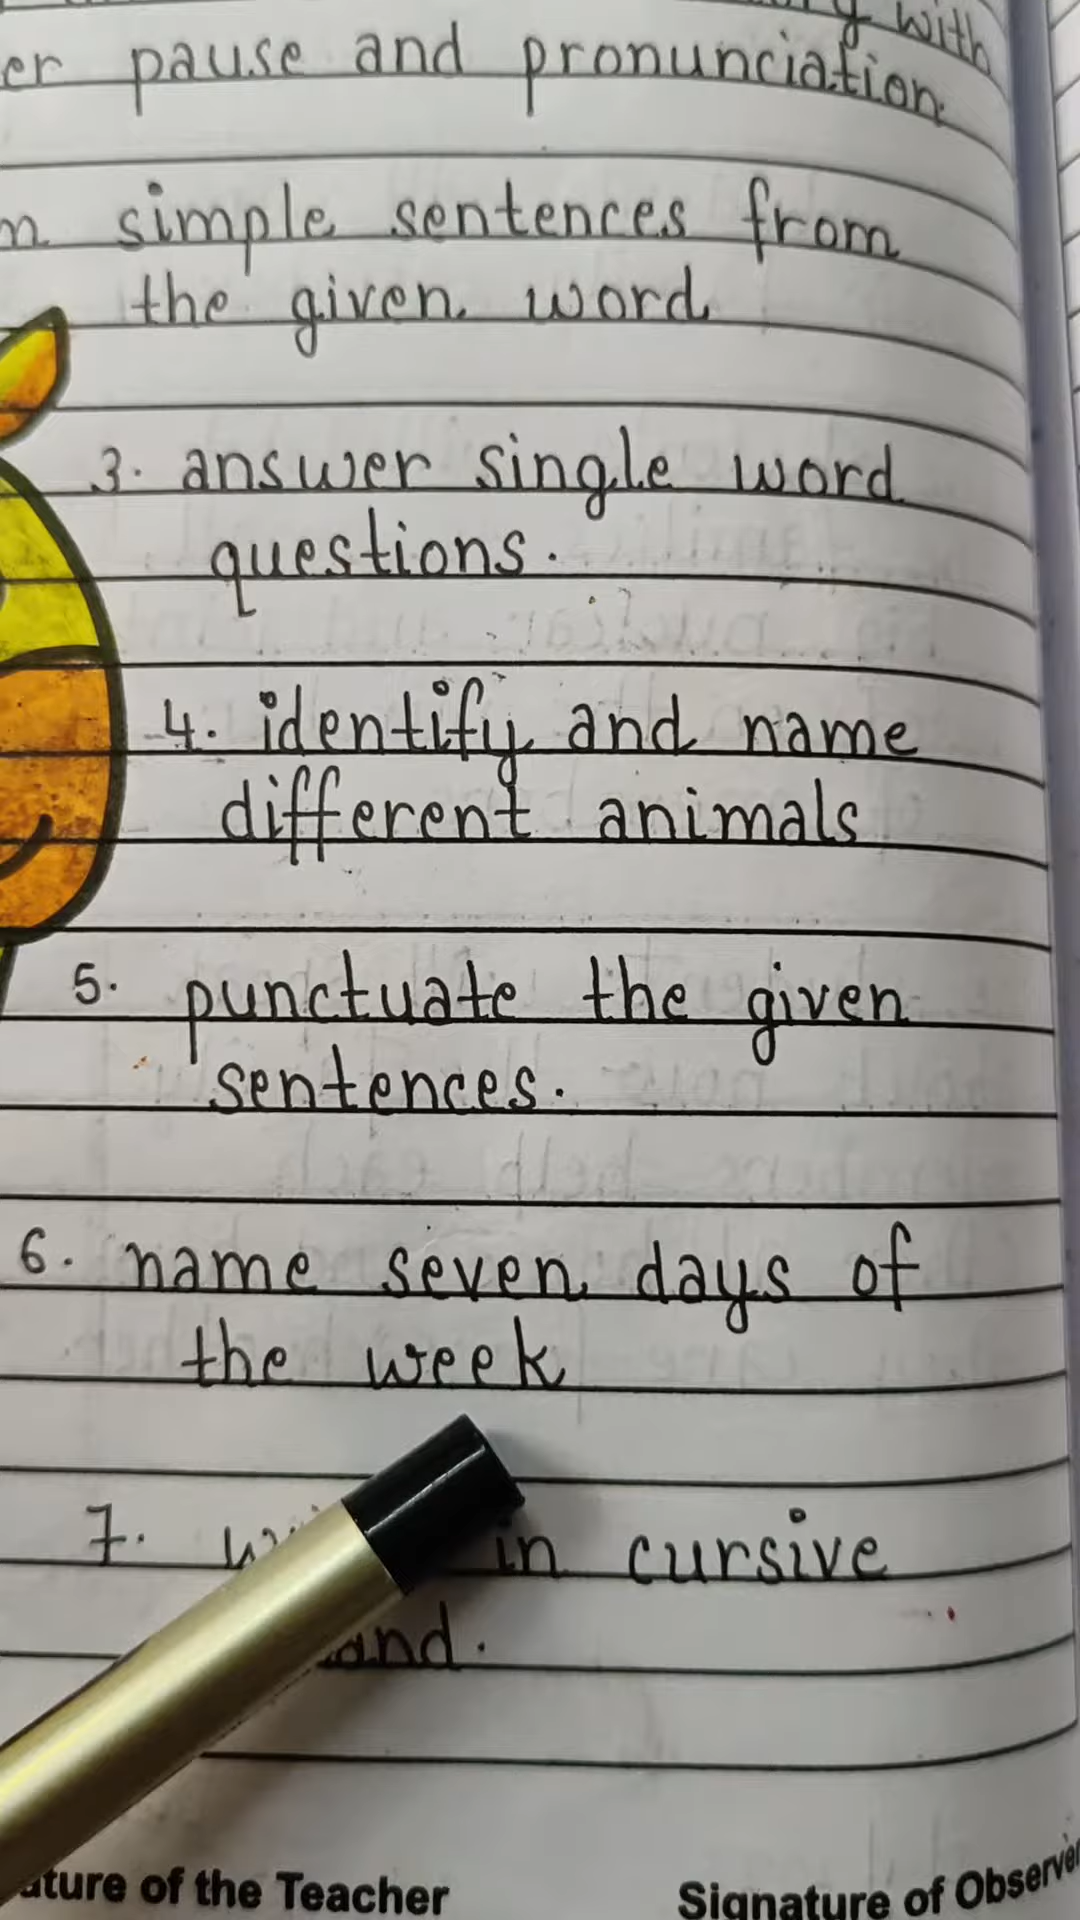 with
er pause and pronunciation
simple sentences from
the given word
3. answer single word
questions.
4. identify and name
different animals
5. punctuate the given
sentences.
6. name seven days of
the week
7. in cursive
and.
ature of the Teacher Signature of Observer